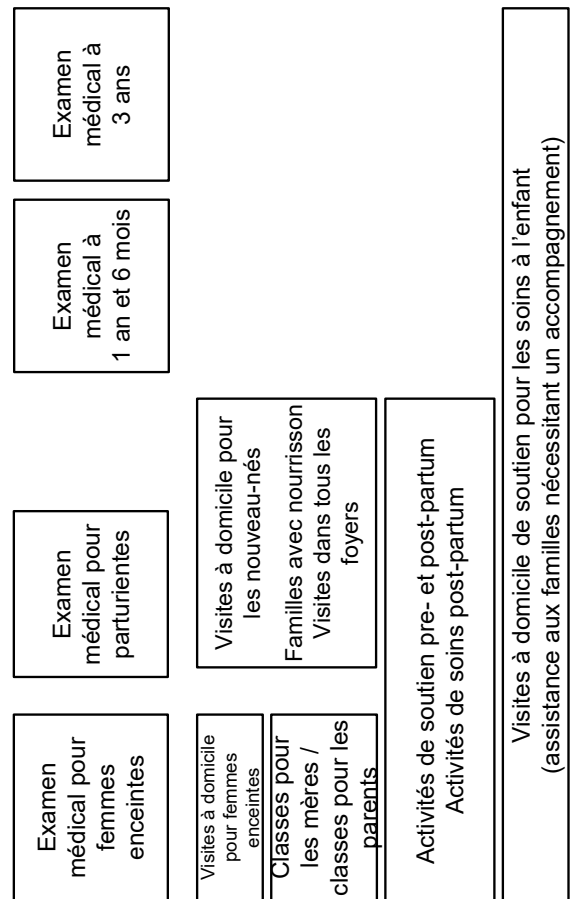 Examen
médical pour
femmes
enceintes
Examen
médical pour
parturientes
Examen
médical à
1 an et 6 mois
Examen
médical à
3 ans
Visites à domicile
pour femmes
enceintes
Classes pour
les mères /
classes pour les
parents
Visites à domicile pour
les nouveau-nés
Familles avec nourrisson
Visites dans tous les
foyers
Activités de soutien pre- et post-partum
Activités de soins post-partum
Visites à domicile de soutien pour les soins à l’enfant
(assistance aux familles nécessitant un accompagnement)